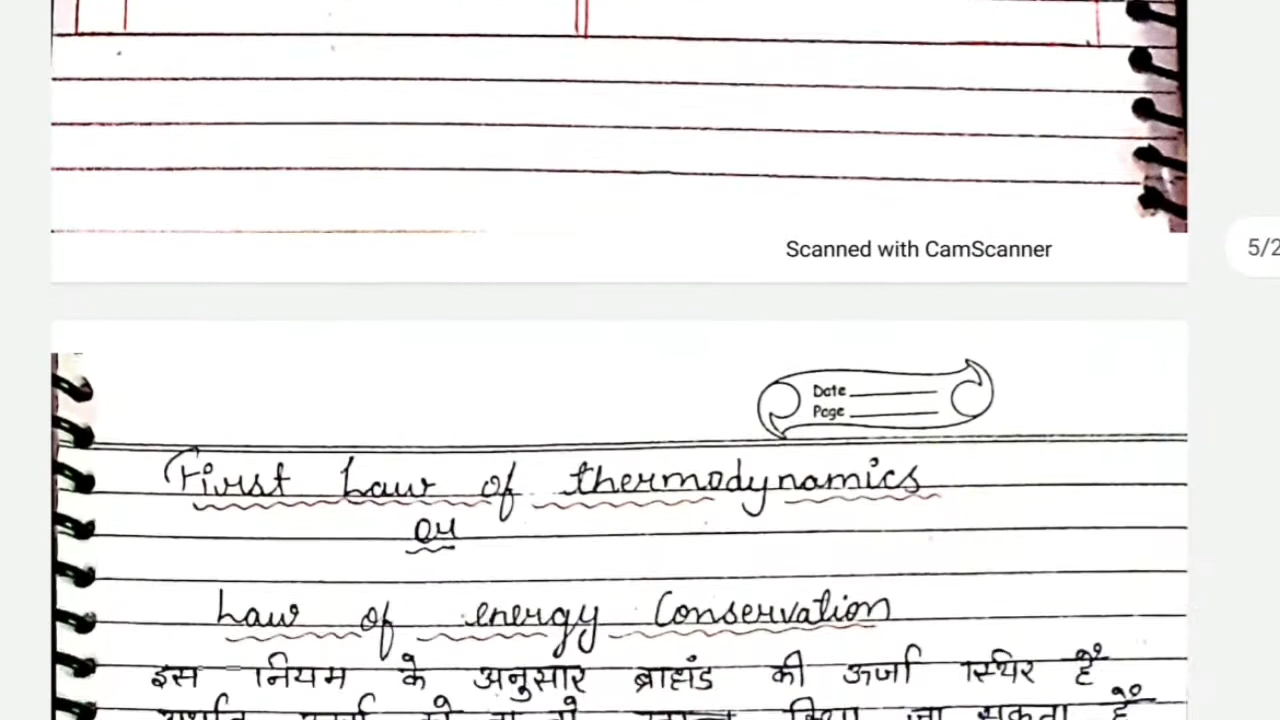 Scanned with CamScanner
5/2
Date
Page
First Law of thermodynamics
or
Law of energy Conservation
इस नियम के अनुसार ब्राह्मंड की ऊर्जा स्थिर हैं